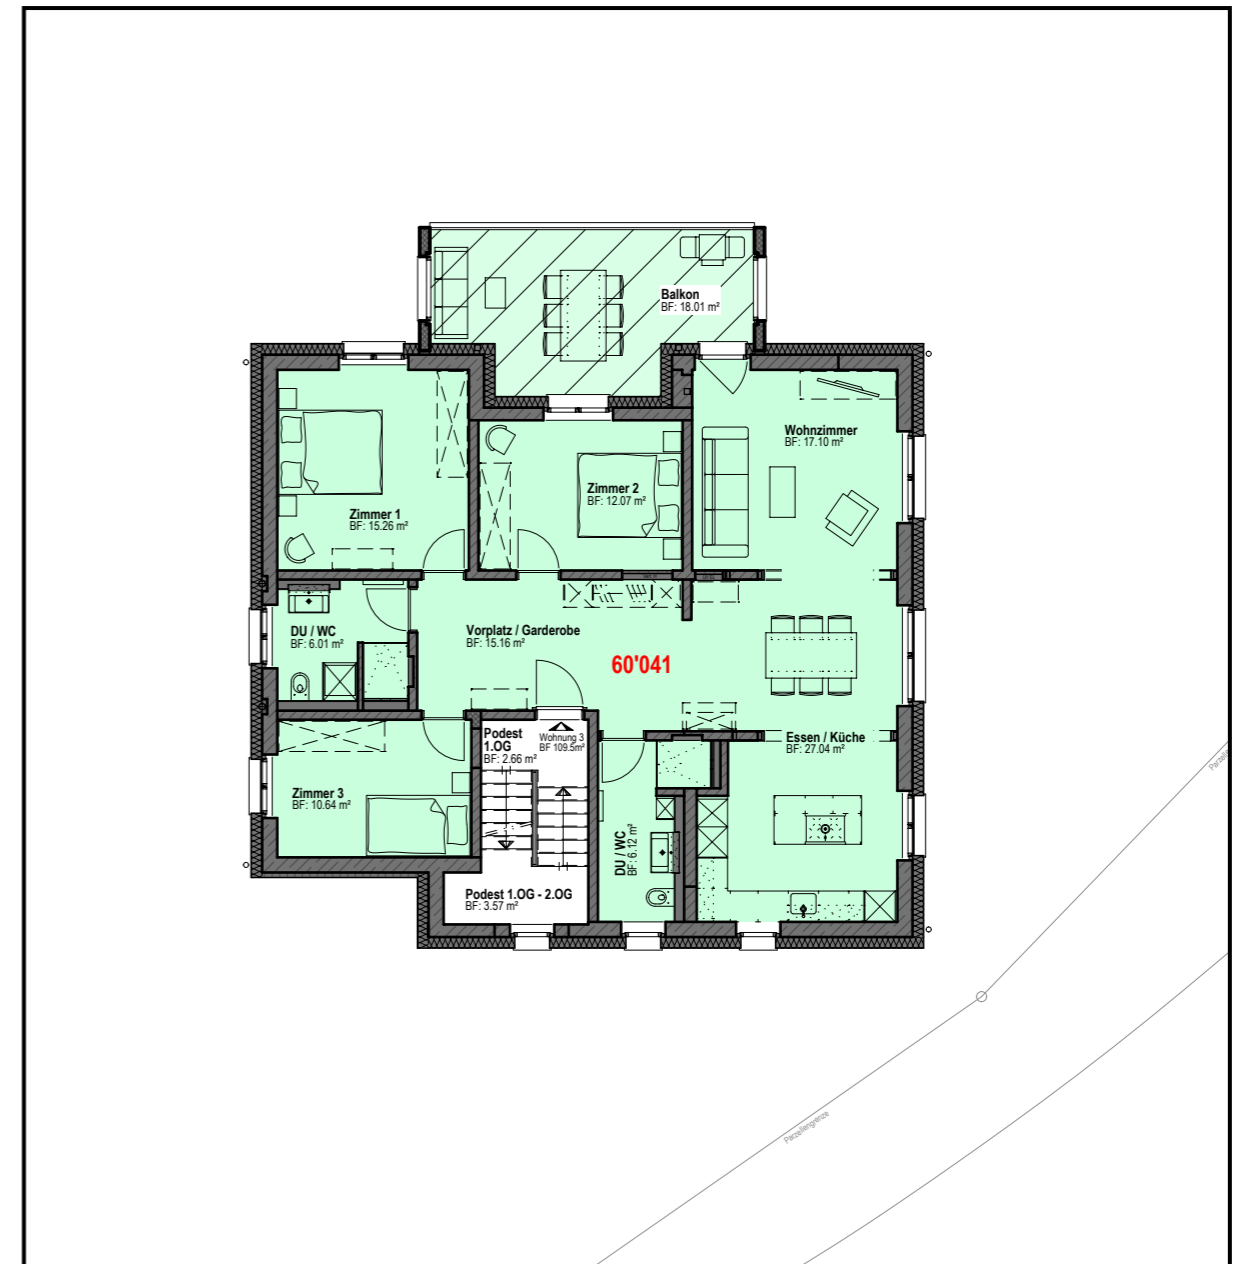 Balkon
BF: 18.01 m²
Wohnzimmer
BF: 17.10 m²
Zimmer 2
BF: 12.07 m²
Zimmer 1
BF: 15.26 m²
DU / WC
BF: 6.01 m²
Vorplatz / Garderobe
BF: 15.16 m²
60'041
Podest
1.OG
BF: 2.66 m²
Wohnung 3
BF 109.5m²
Essen / Küche
BF: 27.04 m²
Zimmer 3
BF: 10.64 m²
DU / WC
BF: 6.12 m²
Podest 1.OG - 2.OG
BF: 3.57 m²
Parzellengrenze